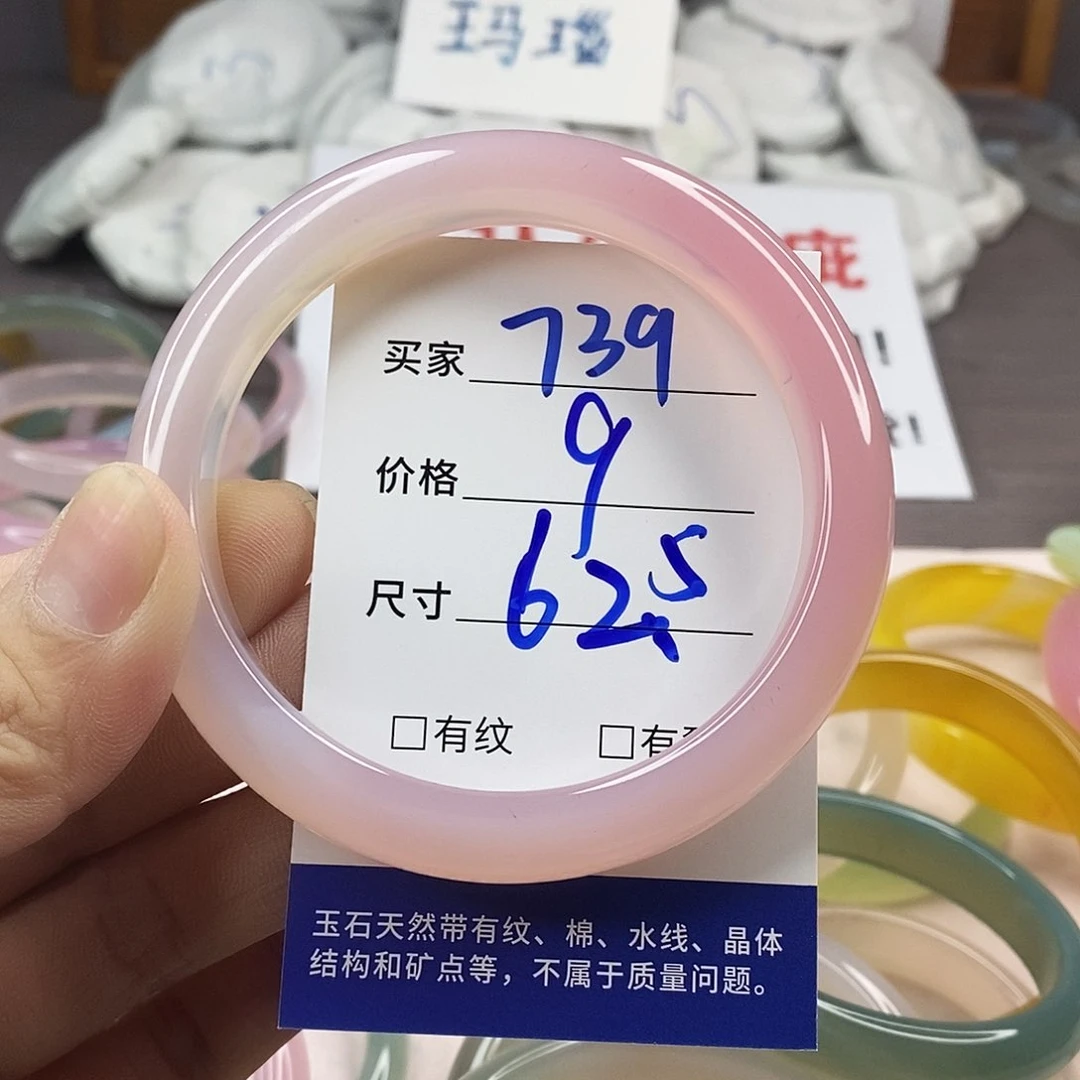 玛瑙
疵
!
!
买家 739
价格 9
尺寸 62.5
□有纹 □有
玉石天然带有纹、棉、水线、晶体
结构和矿点等，不属于质量问题。